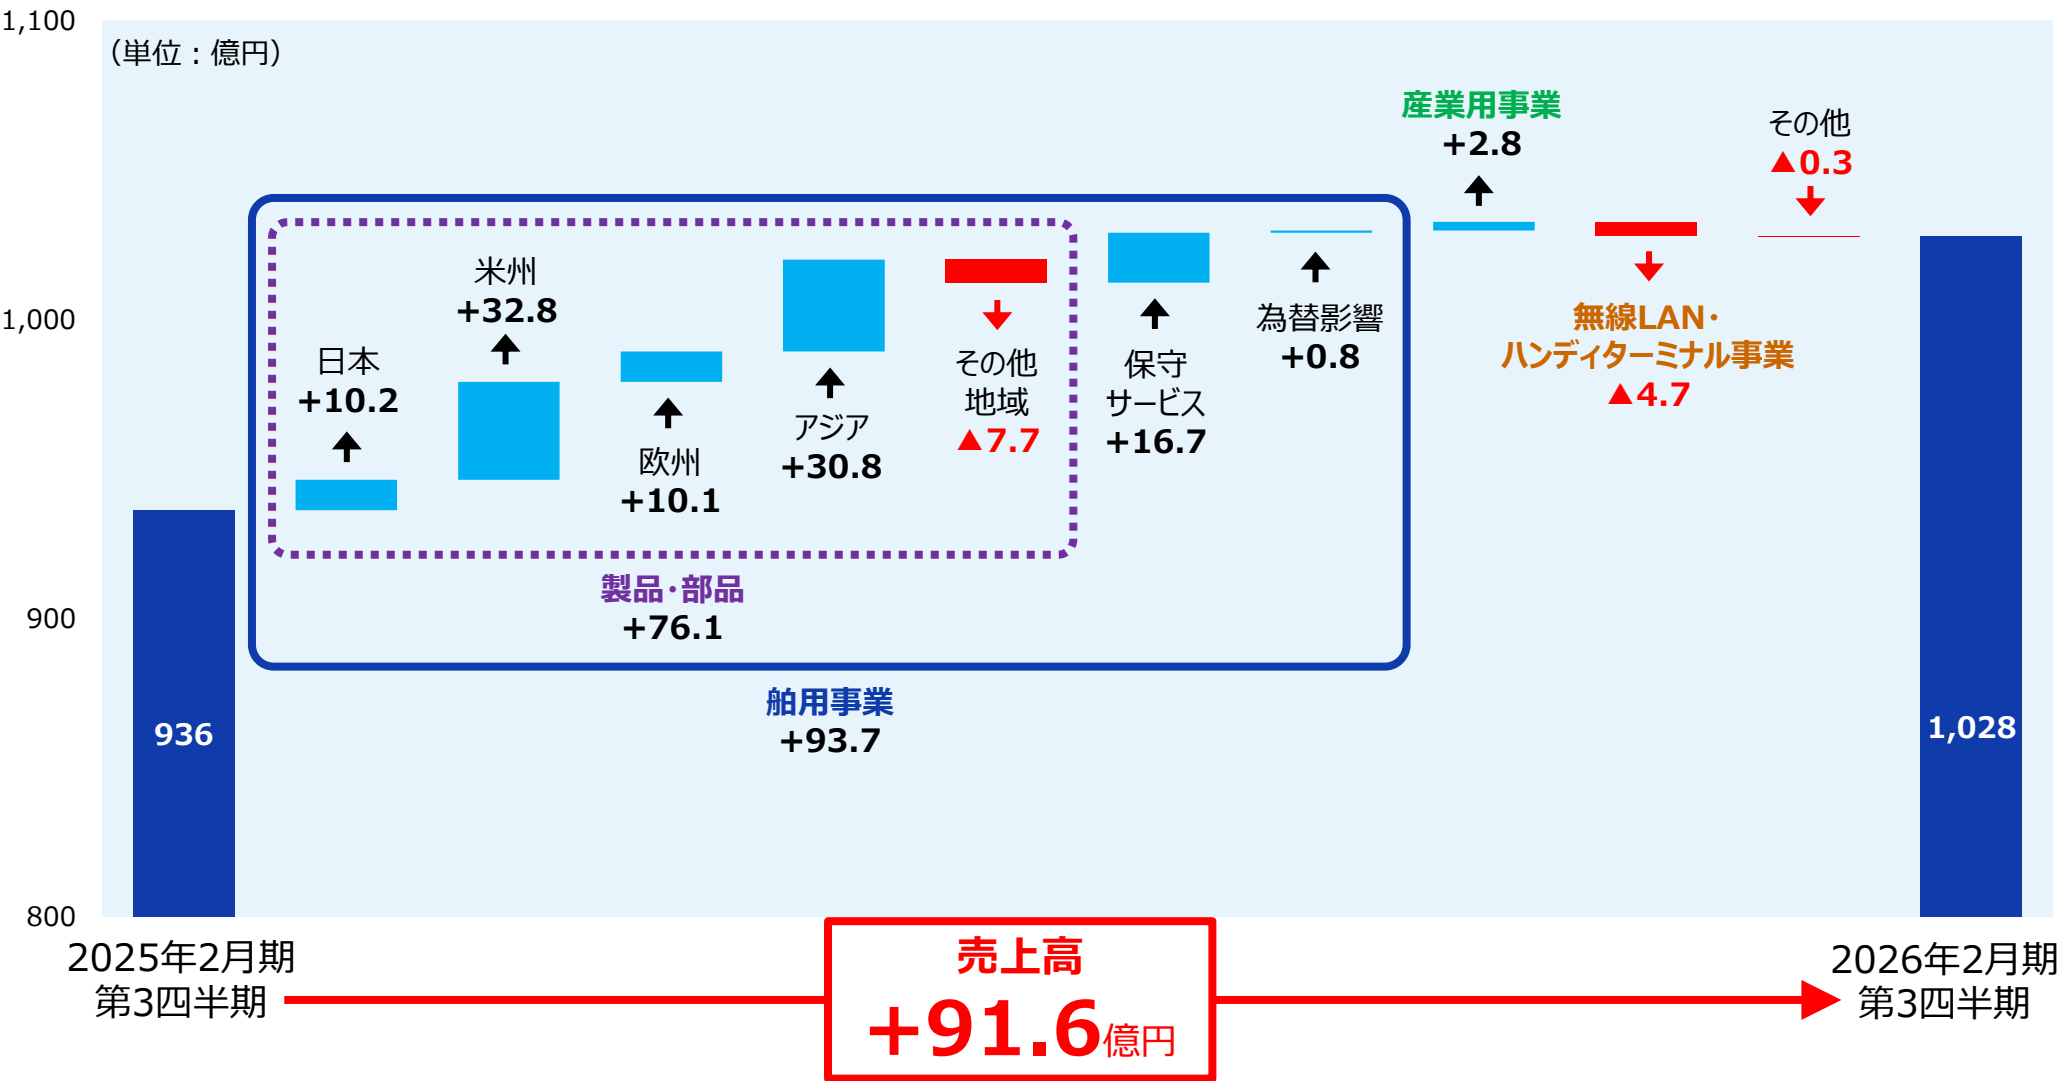 1,100
1,000
900
800
（単位：億円）
936
日本
+10.2
米州
+32.8
欧州
+10.1
アジア
+30.8
その他
地域
▲7.7
製品・部品
+76.1
保守
サービス
+16.7
為替影響
+0.8
舶用事業
+93.7
産業用事業
+2.8
無線LAN・
ハンディターミナル事業
▲4.7
その他
▲0.3
1,028
2025年2月期
第3四半期
売上高
+91.6億円
2026年2月期
第3四半期